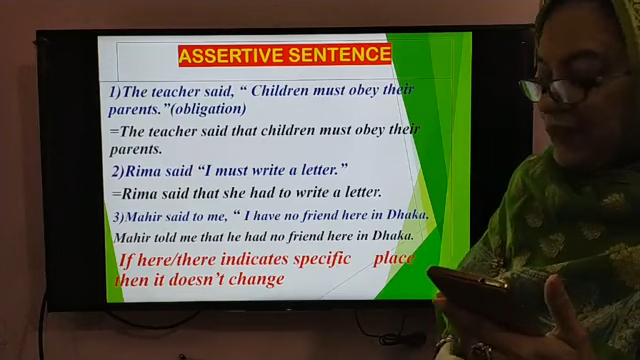 ASSERTIVE SENTENCE
1)The teacher said, “ Children must obey their
parents.”(obligation)
=The teacher said that children must obey their
parents.
2)Rima said “I must write a letter.”
=Rima said that she had to write a letter.
3)Mahir said to me, “ I have no friend here in Dhaka.
Mahir told me that he had no friend here in Dhaka.
If here/there indicates specific place
then it doesn’t change